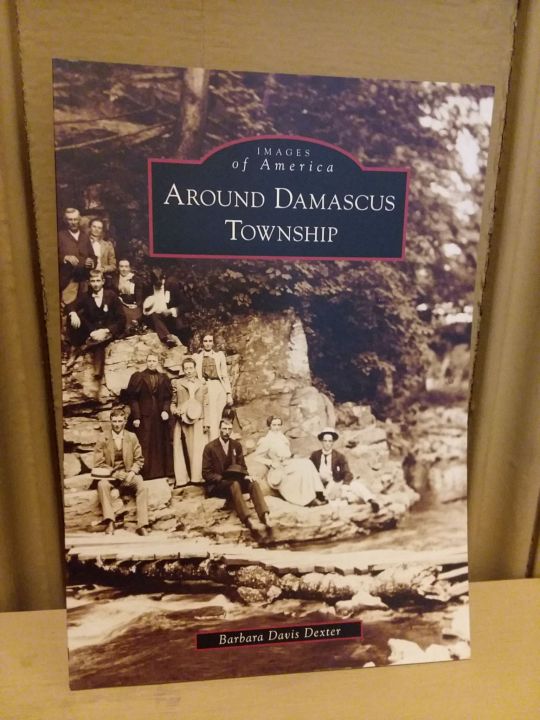 IMAGES
of America
AROUND DAMASCUS
TOWNSHIP
Barbara Davis Dexter